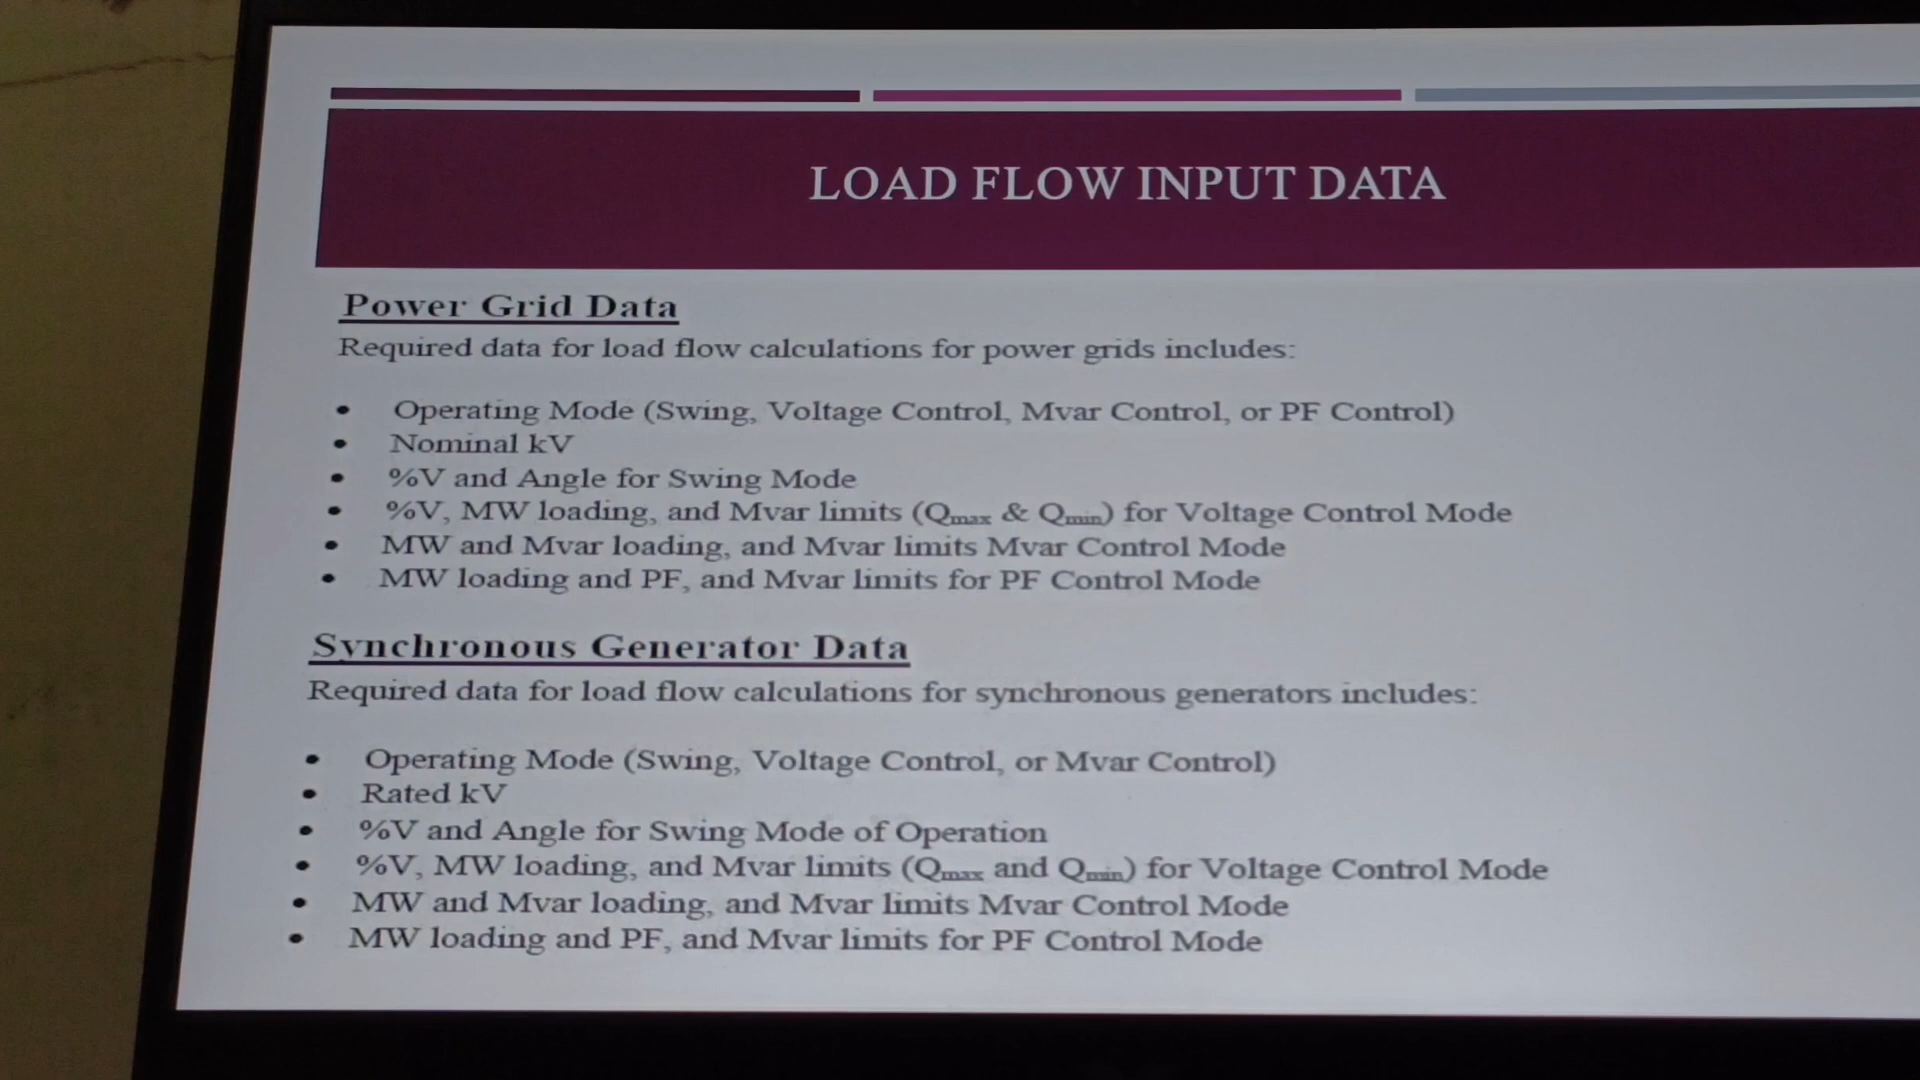 LOAD FLOW INPUT DATA
Power Grid Data
Required data for load flow calculations for power grids includes:
• Operating Mode (Swing, Voltage Control, Mvar Control, or PF Control)
• Nominal kV
• %V and Angle for Swing Mode
• %V, MW loading, and Mvar limits (Qmax & Qmin) for Voltage Control Mode
• MW and Mvar loading, and Mvar limits Mvar Control Mode
• MW loading and PF, and Mvar limits for PF Control Mode
Synchronous Generator Data
Required data for load flow calculations for synchronous generators includes:
• Operating Mode (Swing, Voltage Control, or Mvar Control)
• Rated kV
• %V and Angle for Swing Mode of Operation
• %V, MW loading, and Mvar limits (Qmax and Qmin) for Voltage Control Mode
• MW and Mvar loading, and Mvar limits Mvar Control Mode
• MW loading and PF, and Mvar limits for PF Control Mode